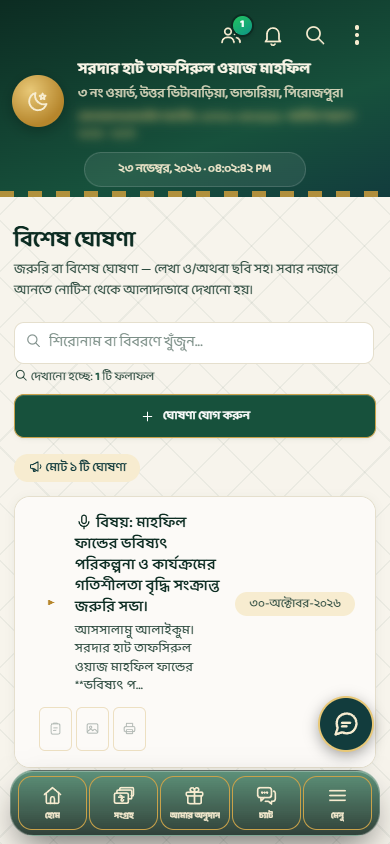 1
সরদার হাট তাফসিরুল ওয়াজ মাহফিল
৩ নং ওয়ার্ড, উত্তর ভিটাবাড়িয়া, ভান্ডারিয়া, পিরোজপুর।
২৩ নভেম্বর, ২০২৬ · ০৪:০২:৪২ PM
বিশেষ ঘোষণা
জরুরি বা বিশেষ ঘোষণা — লেখা ও/অথবা ছবি সহ। সবার নজরে
আনতে নোটিশ থেকে আলাদাভাবে দেখানো হয়।
শিরোনাম বা বিবরণে খুঁজুন...
দেখানো হচ্ছে: 1 টি ফলাফল
+ ঘোষণা যোগ করুন
মোট ১ টি ঘোষণা
বিষয়: মাহফিল
ফান্ডের ভবিষ্যৎ
পরিকল্পনা ও কার্যক্রমের
গতিশীলতা বৃদ্ধি সংক্রান্ত
জরুরি সভা।
৩০-অক্টোবর-২০২৬
আসসালামু আলাইকুম।
সরদার হাট তাফসিরুল
ওয়াজ মাহফিল ফান্ডের
**ভবিষ্যৎ প...
হোম
সংগ্রহ
আমার অনুদান
চ্যাট
মেনু